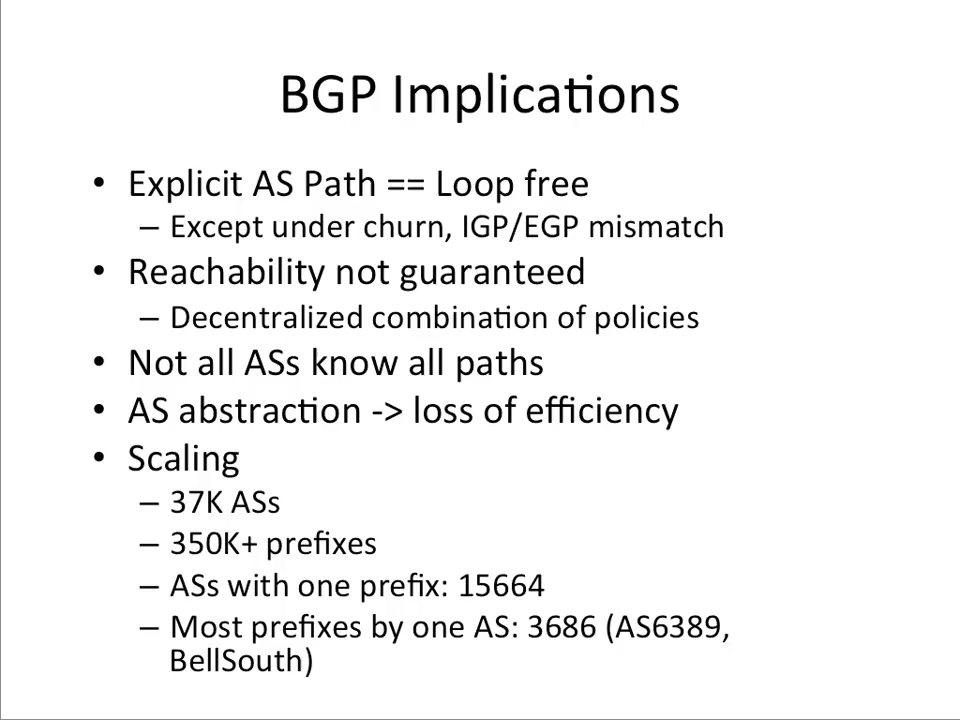 BGP Implications
• Explicit AS Path == Loop free
– Except under churn, IGP/EGP mismatch
• Reachability not guaranteed
– Decentralized combination of policies
• Not all ASs know all paths
• AS abstraction -> loss of efficiency
• Scaling
– 37K ASs
– 350K+ prefixes
– ASs with one prefix: 15664
– Most prefixes by one AS: 3686 (AS6389,
BellSouth)